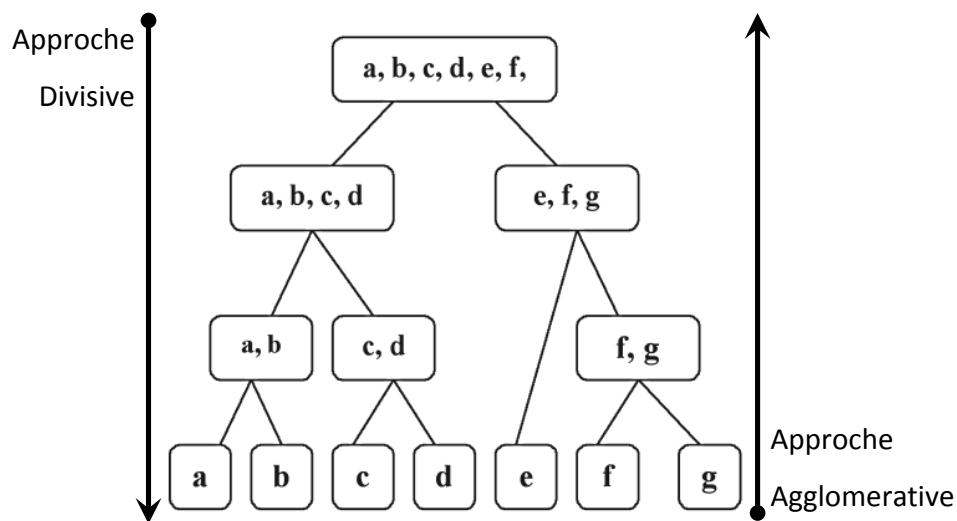 Approche
Divisive
a, b, c, d, e, f,
a, b, c, d
e, f, g
a, b
c, d
f, g
a
b
c
d
e
f
g
Approche
Agglomerative